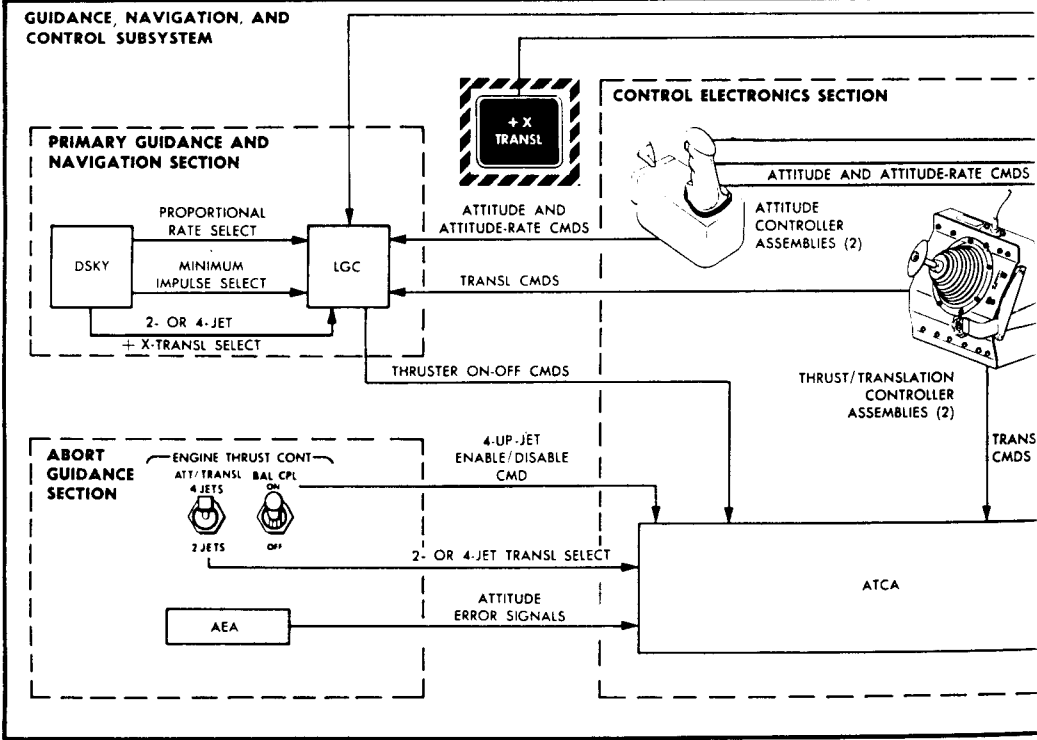 GUIDANCE, NAVIGATION, AND
CONTROL SUBSYSTEM
+ X
TRANSL
CONTROL ELECTRONICS SECTION
PRIMARY GUIDANCE AND
NAVIGATION SECTION
ATTITUDE AND ATTITUDE-RATE CMDS
PROPORTIONAL
RATE SELECT
ATTITUDE AND
ATTITUDE-RATE CMDS
ATTITUDE
CONTROLLER
ASSEMBLIES (2)
DSKY
LGC
MINIMUM
IMPULSE SELECT
TRANSL CMDS
2- OR 4-JET
+ X-TRANSL SELECT
THRUSTER ON-OFF CMDS
THRUST/TRANSLATION
CONTROLLER
ASSEMBLIES (2)
TRANS
CMDS
ABORT
GUIDANCE
SECTION
ENGINE THRUST CONT
ATT/TRANSL
4 JETS
2 JETS
BAL CPL
ON
OFF
4-UP-JET
ENABLE/DISABLE
CMD
2- OR 4-JET TRANSL SELECT
ATTITUDE
ERROR SIGNALS
AEA
ATCA